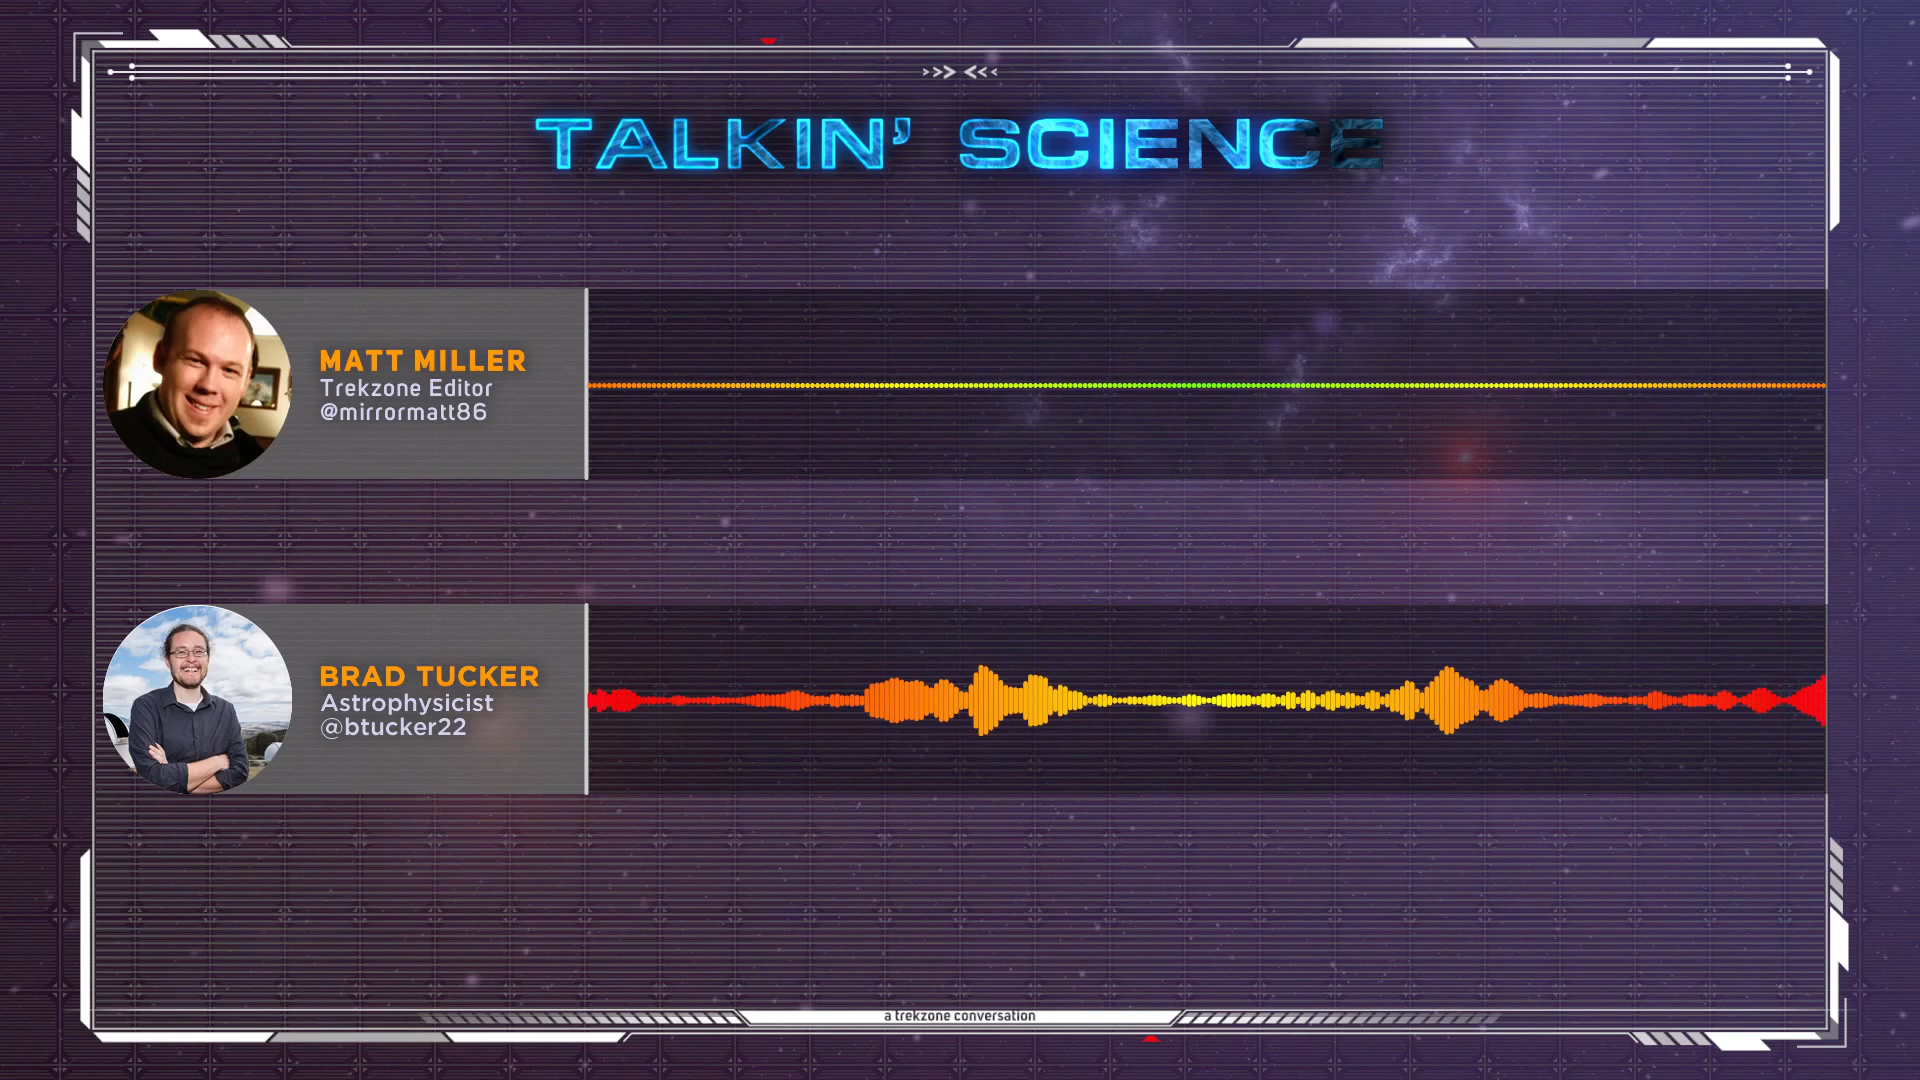 TALKIN' SCIENCE
MATT MILLER
Trekzone Editor
@mirrormatt86
BRAD TUCKER
Astrophysicist
@btucker22
a trekzone conversation